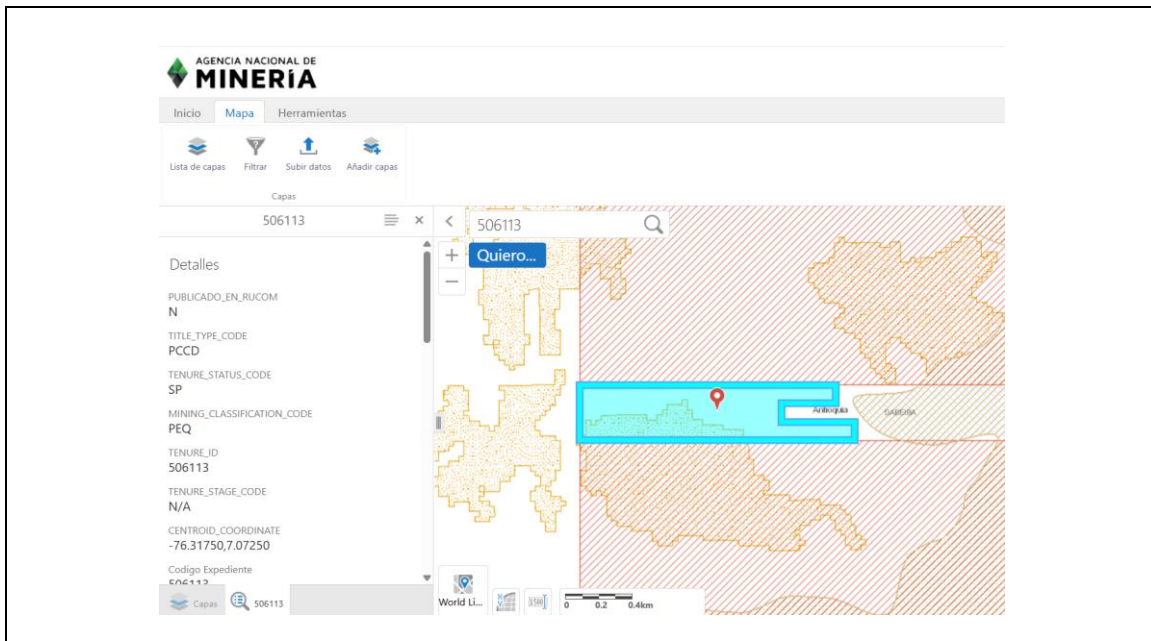 AGENCIA NACIONAL DE
MINERÍA
Inicio Mapa Herramientas
Lista de capas Filtrar Subir datos Añadir capas
Capas
506113
506113
Quiero...
Detalles
PUBLICADO_EN_RUCOM
N
TITLE_TYPE_CODE
PCCD
TENURE_STATUS_CODE
SP
MINING_CLASSIFICATION_CODE
PEQ
TENURE_ID
506113
TENURE_STAGE_CODE
N/A
CENTROID_COORDINATE
-76.31750,7.07250
Codigo Expediente
506113
Antioquia
DABEIBA
World Li...
0 0.2 0.4km
Capas 506113